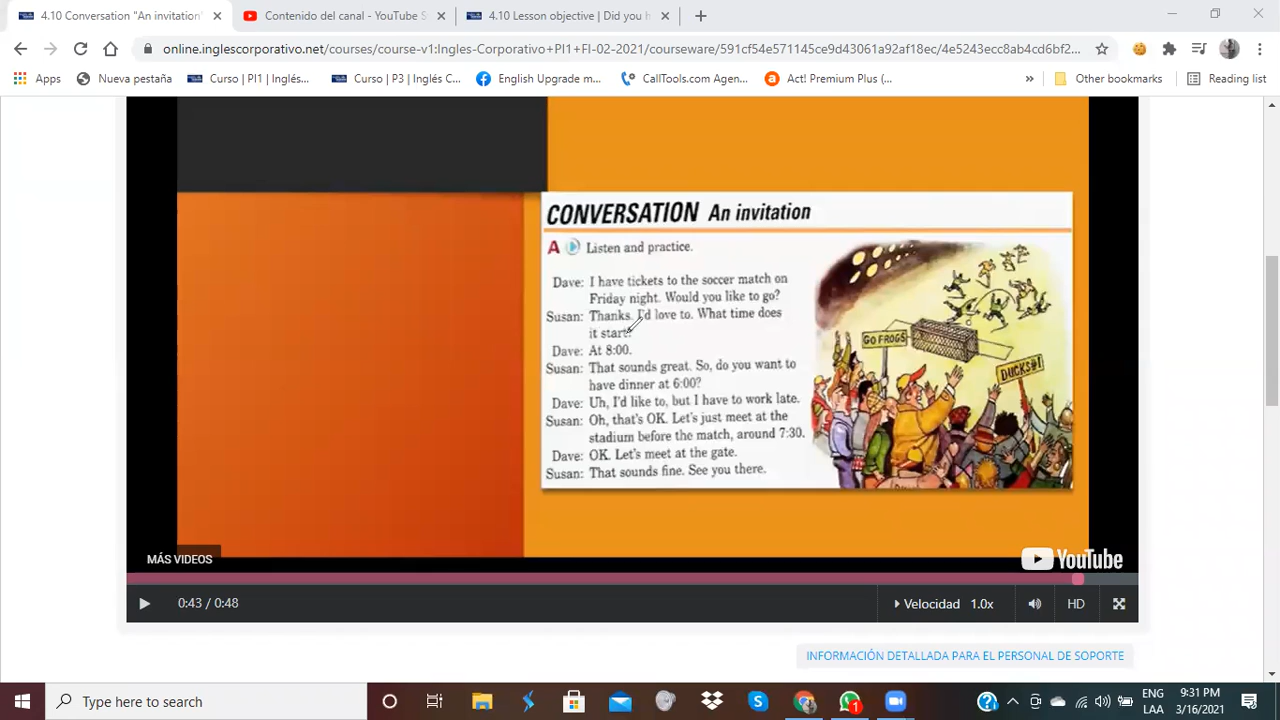 4.10 Conversation "An invitation"
Contenido del canal - YouTube S
4.10 Lesson objective | Did you h
online.inglescorporativo.net/courses/course-v1:Ingles-Corporativo+PI1+FI-02-2021/courseware/591cf54e571145ce9d43061a92af18ec/4e5243ecc8ab4cd6bf2...
Apps
Nueva pestaña
Curso | PI1 | Inglés...
Curso | P3 | Inglés C...
English Upgrade m...
CallTools.com Agen...
Act! Premium Plus (...
»
Other bookmarks
Reading list
CONVERSATION An invitation
A Listen and practice.
Dave: I have tickets to the soccer match on
Friday night. Would you like to go?
Susan: Thanks. I'd love to. What time does
it start?
Dave: At 8:00.
Susan: That sounds great. So, do you want to
have dinner at 6:00?
Dave: Uh, I'd like to, but I have to work late.
Susan: Oh, that's OK. Let's just meet at the
stadium before the match, around 7:30.
Dave: OK. Let's meet at the gate.
Susan: That sounds fine. See you there.
GO FROGS
DUCKS #1
MÁS VIDEOS
YouTube
0:43 / 0:48
Velocidad 1.0x
HD
INFORMACIÓN DETALLADA PARA EL PERSONAL DE SOPORTE
Type here to search
1
ENG
LAA
9:31 PM
3/16/2021